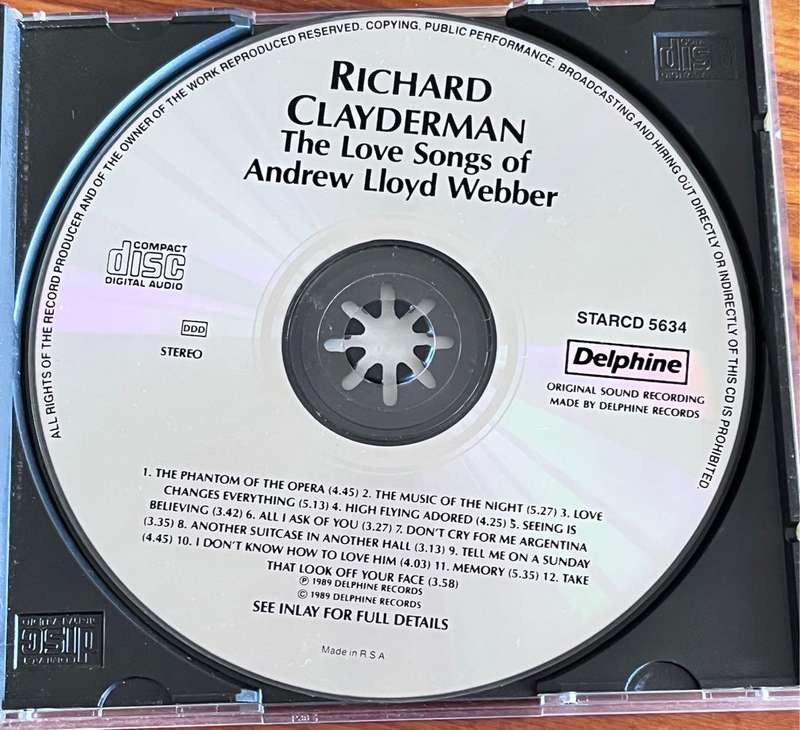 ALL RIGHTS OF THE RECORD PRODUCER AND OF THE OWNER OF THE WORK REPRODUCED RESERVED. COPYING, PUBLIC PERFORMANCE, BROADCASTING AND HIRING OUT DIRECTLY OR INDIRECTLY OF THIS CD IS PROHIBITED.
RICHARD
CLAYDERMAN
The Love Songs of
Andrew Lloyd Webber
COMPACT
disc
DIGITAL AUDIO
DDD
STEREO
STARCD 5634
Delphine
ORIGINAL SOUND RECORDING
MADE BY DELPHINE RECORDS
1. THE PHANTOM OF THE OPERA (4.45) 2. THE MUSIC OF THE NIGHT (5.27) 3. LOVE
CHANGES EVERYTHING (5.13) 4. HIGH FLYING ADORED (4.25) 5. SEEING IS
BELIEVING (3.42) 6. ALL I ASK OF YOU (3.27) 7. DON'T CRY FOR ME ARGENTINA
(3.35) 8. ANOTHER SUITCASE IN ANOTHER HALL (3.13) 9. TELL ME ON A SUNDAY
(4.45) 10. I DON'T KNOW HOW TO LOVE HIM (4.03) 11. MEMORY (5.35) 12. TAKE
THAT LOOK OFF YOUR FACE (3.58)
℗ 1989 DELPHINE RECORDS
© 1989 DELPHINE RECORDS
SEE INLAY FOR FULL DETAILS
Made in R.S.A
disc
DIGITAL AUDIO
disc
DIGITAL AUDIO